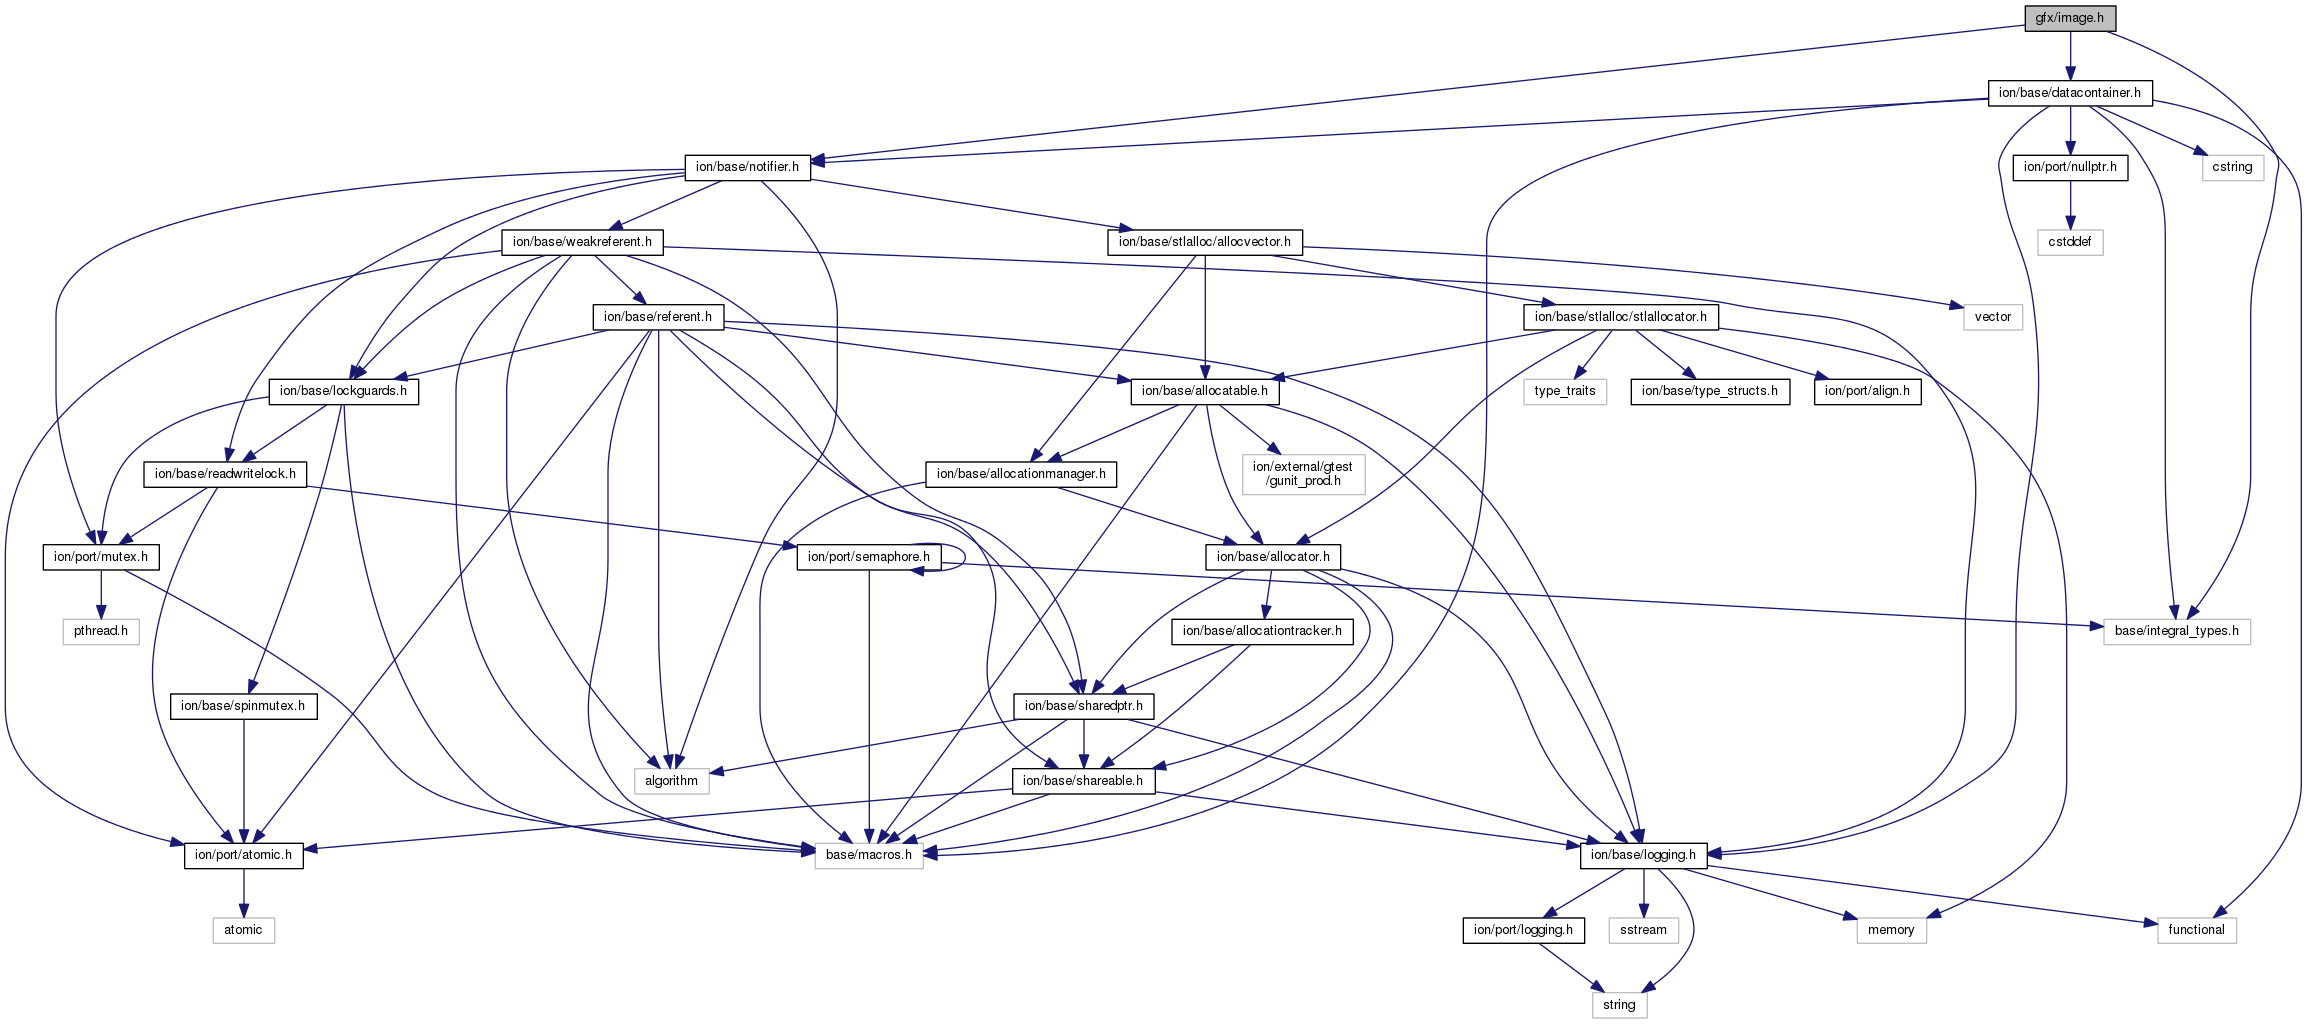 gfx/image.h
ion/base/datacontainer.h
ion/base/notifier.h
ion/port/nullptr.h
cstring
ion/base/weakreferent.h
ion/base/stlalloc/allocvector.h
cstddef
ion/base/referent.h
ion/base/stlalloc/stlallocator.h
vector
ion/base/lockguards.h
ion/base/allocatable.h
type_traits
ion/base/type_structs.h
ion/port/align.h
ion/base/readwritelock.h
ion/base/allocationmanager.h
ion/external/gtest
/gunit_prod.h
ion/port/mutex.h
ion/port/semaphore.h
ion/base/allocator.h
pthread.h
ion/base/allocationtracker.h
base/integral_types.h
ion/base/spinmutex.h
ion/base/sharedptr.h
algorithm
ion/base/shareable.h
ion/port/atomic.h
base/macros.h
ion/base/logging.h
atomic
ion/port/logging.h
sstream
memory
functional
string